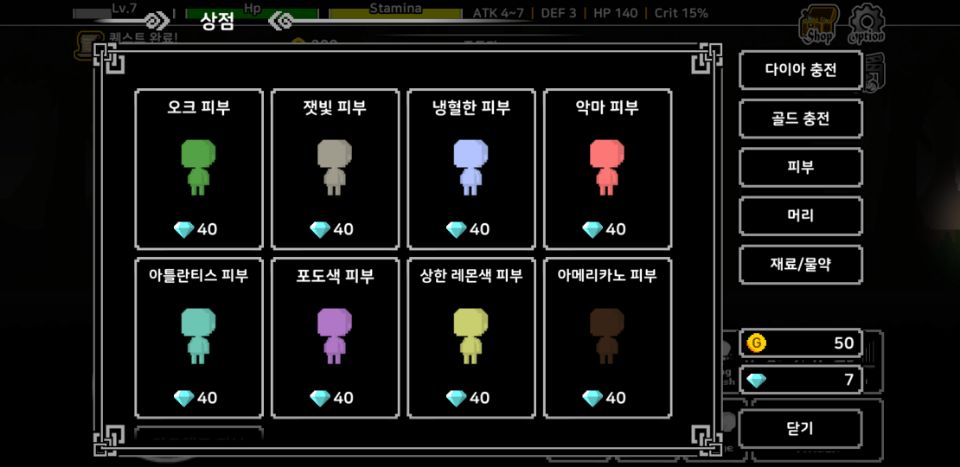 Lv.7
Hp
Stamina
ATK 4~7 | DEF 3 | HP 140 | Crit 15%
상점
퀘스트 완료!
Shop
Option
오크 피부
잿빛 피부
냉혈한 피부
악마 피부
40
40
40
40
아틀란티스 피부
포도색 피부
상한 레몬색 피부
아메리카노 피부
40
40
40
40
다이아 충전
골드 충전
피부
머리
재료/물약
G 50
7
닫기